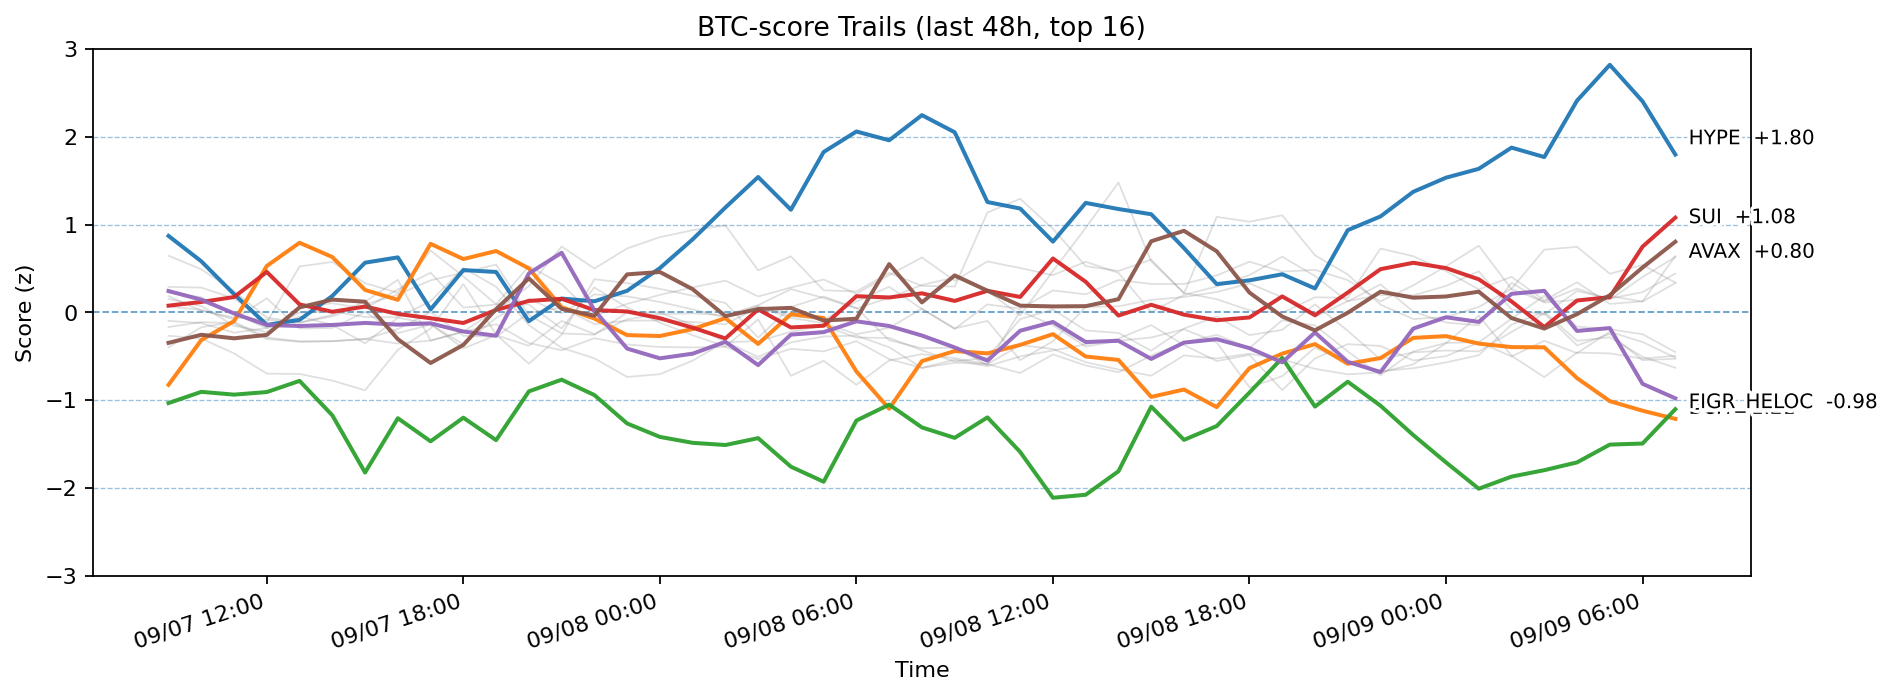 BTC-score Trails (last 48h, top 16)
3
2
1
0
−1
−2
−3
Score (z)
HYPE +1.80
SUI +1.08
AVAX +0.80
FIGR_HELOC -0.98
09/07 12:00
09/07 18:00
09/08 00:00
09/08 06:00
09/08 12:00
09/08 18:00
09/09 00:00
09/09 06:00
Time